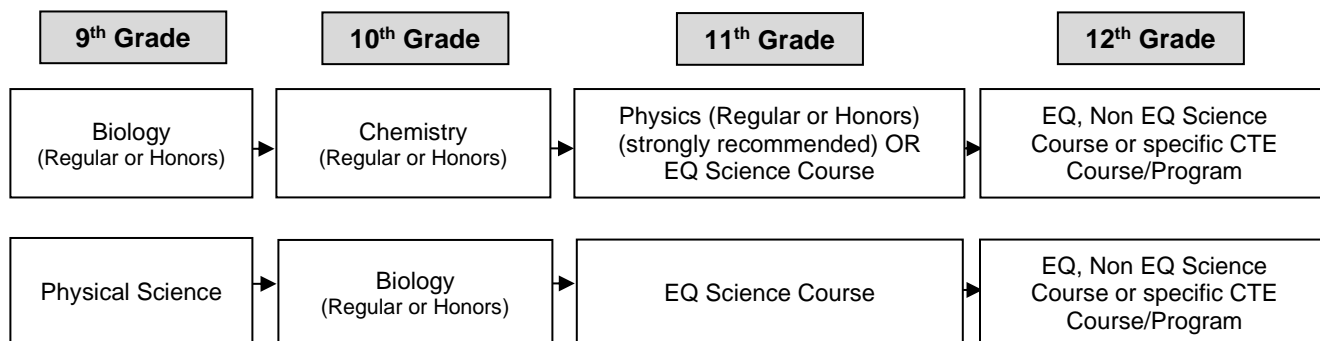 9th Grade
10th Grade
11th Grade
12th Grade
Biology
(Regular or Honors)
Chemistry
(Regular or Honors)
Physics (Regular or Honors)
(strongly recommended) OR
EQ Science Course
EQ, Non EQ Science
Course or specific CTE
Course/Program
Physical Science
Biology
(Regular or Honors)
EQ Science Course
EQ, Non EQ Science
Course or specific CTE
Course/Program